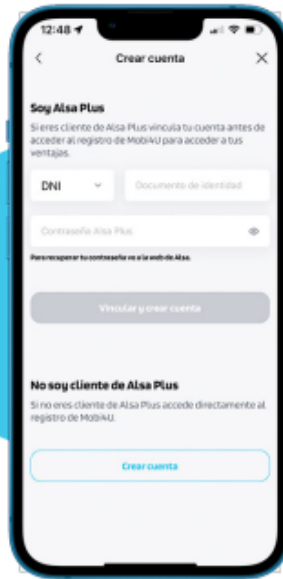 12:48
Crear cuenta
Soy Alsa Plus
Si eres cliente de Alsa Plus vincula tu cuenta antes de
acceder al registro de Mobi4U para acceder a tus
ventajas.
DNI
Documento de identidad
Contraseña Alsa Plus
Para recuperar tu contraseña ve a la web de Alsa.
Vincular y crear cuenta
No soy cliente de Alsa Plus
Si no eres cliente de Alsa Plus accede directamente al
registro de Mobi4U.
Crear cuenta